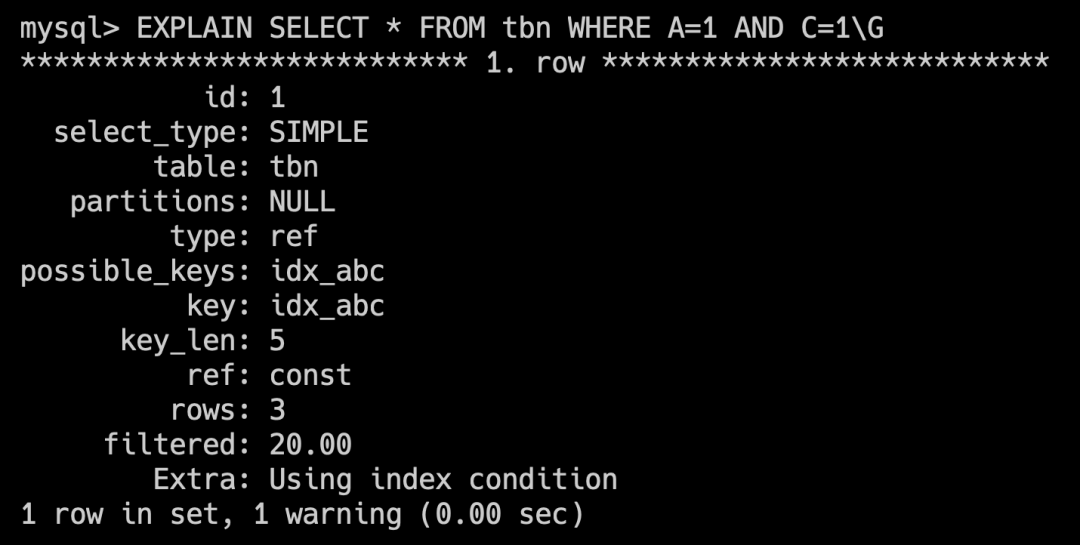 mysql> EXPLAIN SELECT * FROM tbn WHERE A=1 AND C=1\G
*************************** 1. row ***************************
id: 1
select_type: SIMPLE
table: tbn
partitions: NULL
type: ref
possible_keys: idx_abc
key: idx_abc
key_len: 5
ref: const
rows: 3
filtered: 20.00
Extra: Using index condition
1 row in set, 1 warning (0.00 sec)